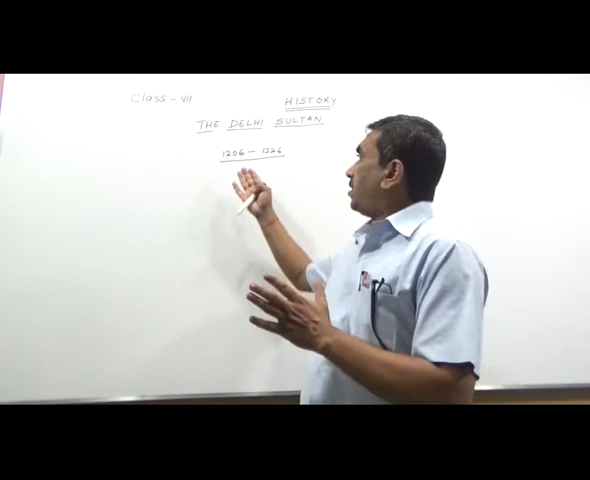 Class - VII
HISTORY
THE DELHI SULTAN
1206 - 1526